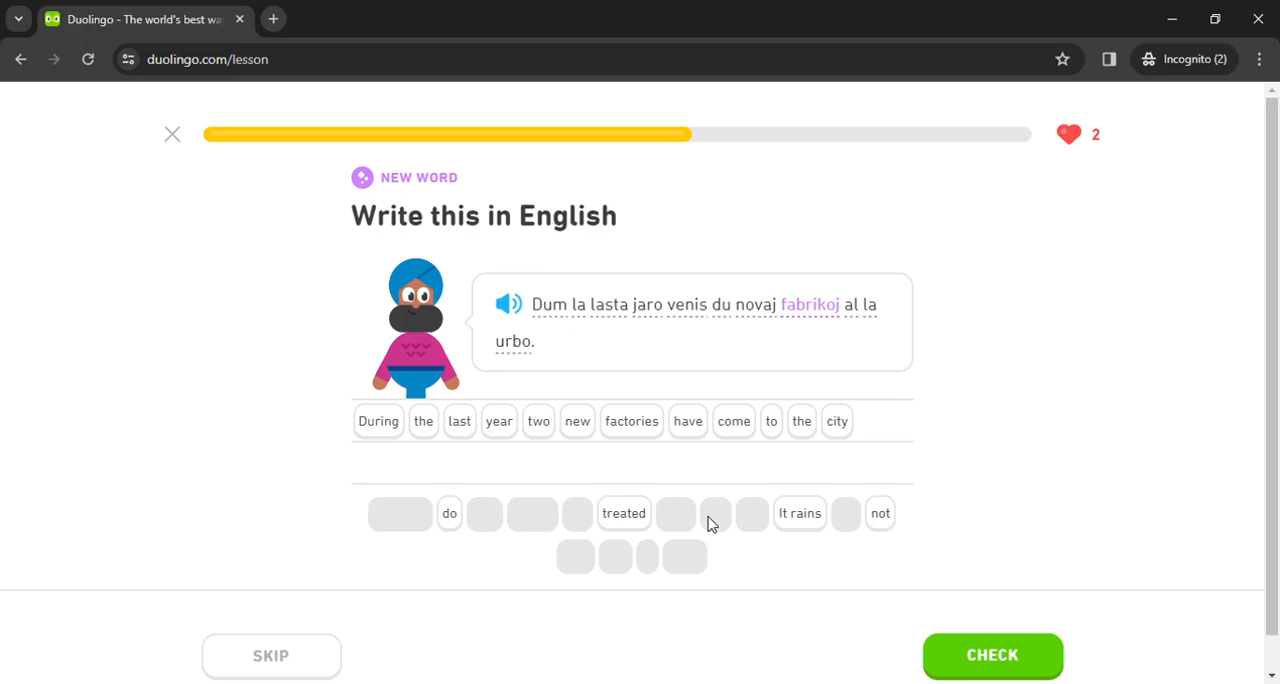 Duolingo - The world's best wa
duolingo.com/lesson
Incognito (2)
2
NEW WORD
Write this in English
Dum la lasta jaro venis du novaj fabrikoj al la
urbo.
During the last year two new factories have come to the city
do treated It rains not
SKIP
CHECK